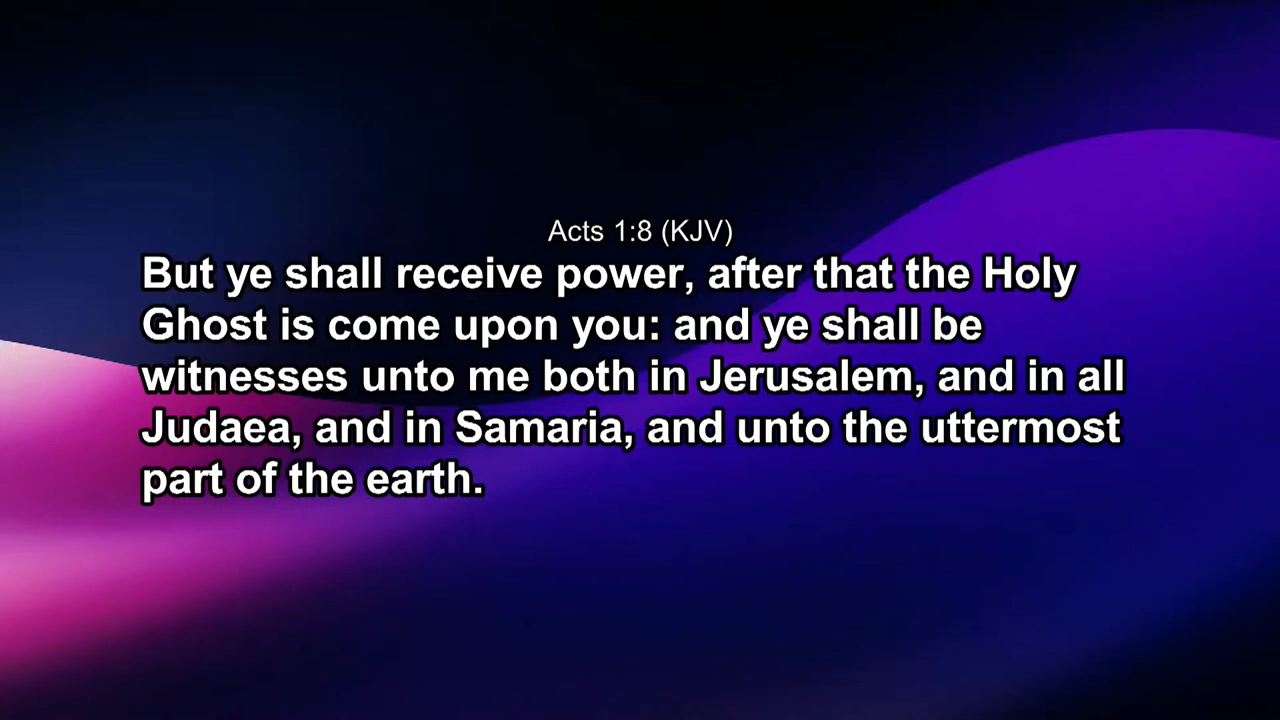 Acts 1:8 (KJV)
But ye shall receive power, after that the Holy
Ghost is come upon you: and ye shall be
witnesses unto me both in Jerusalem, and in all
Judaea, and in Samaria, and unto the uttermost
part of the earth.